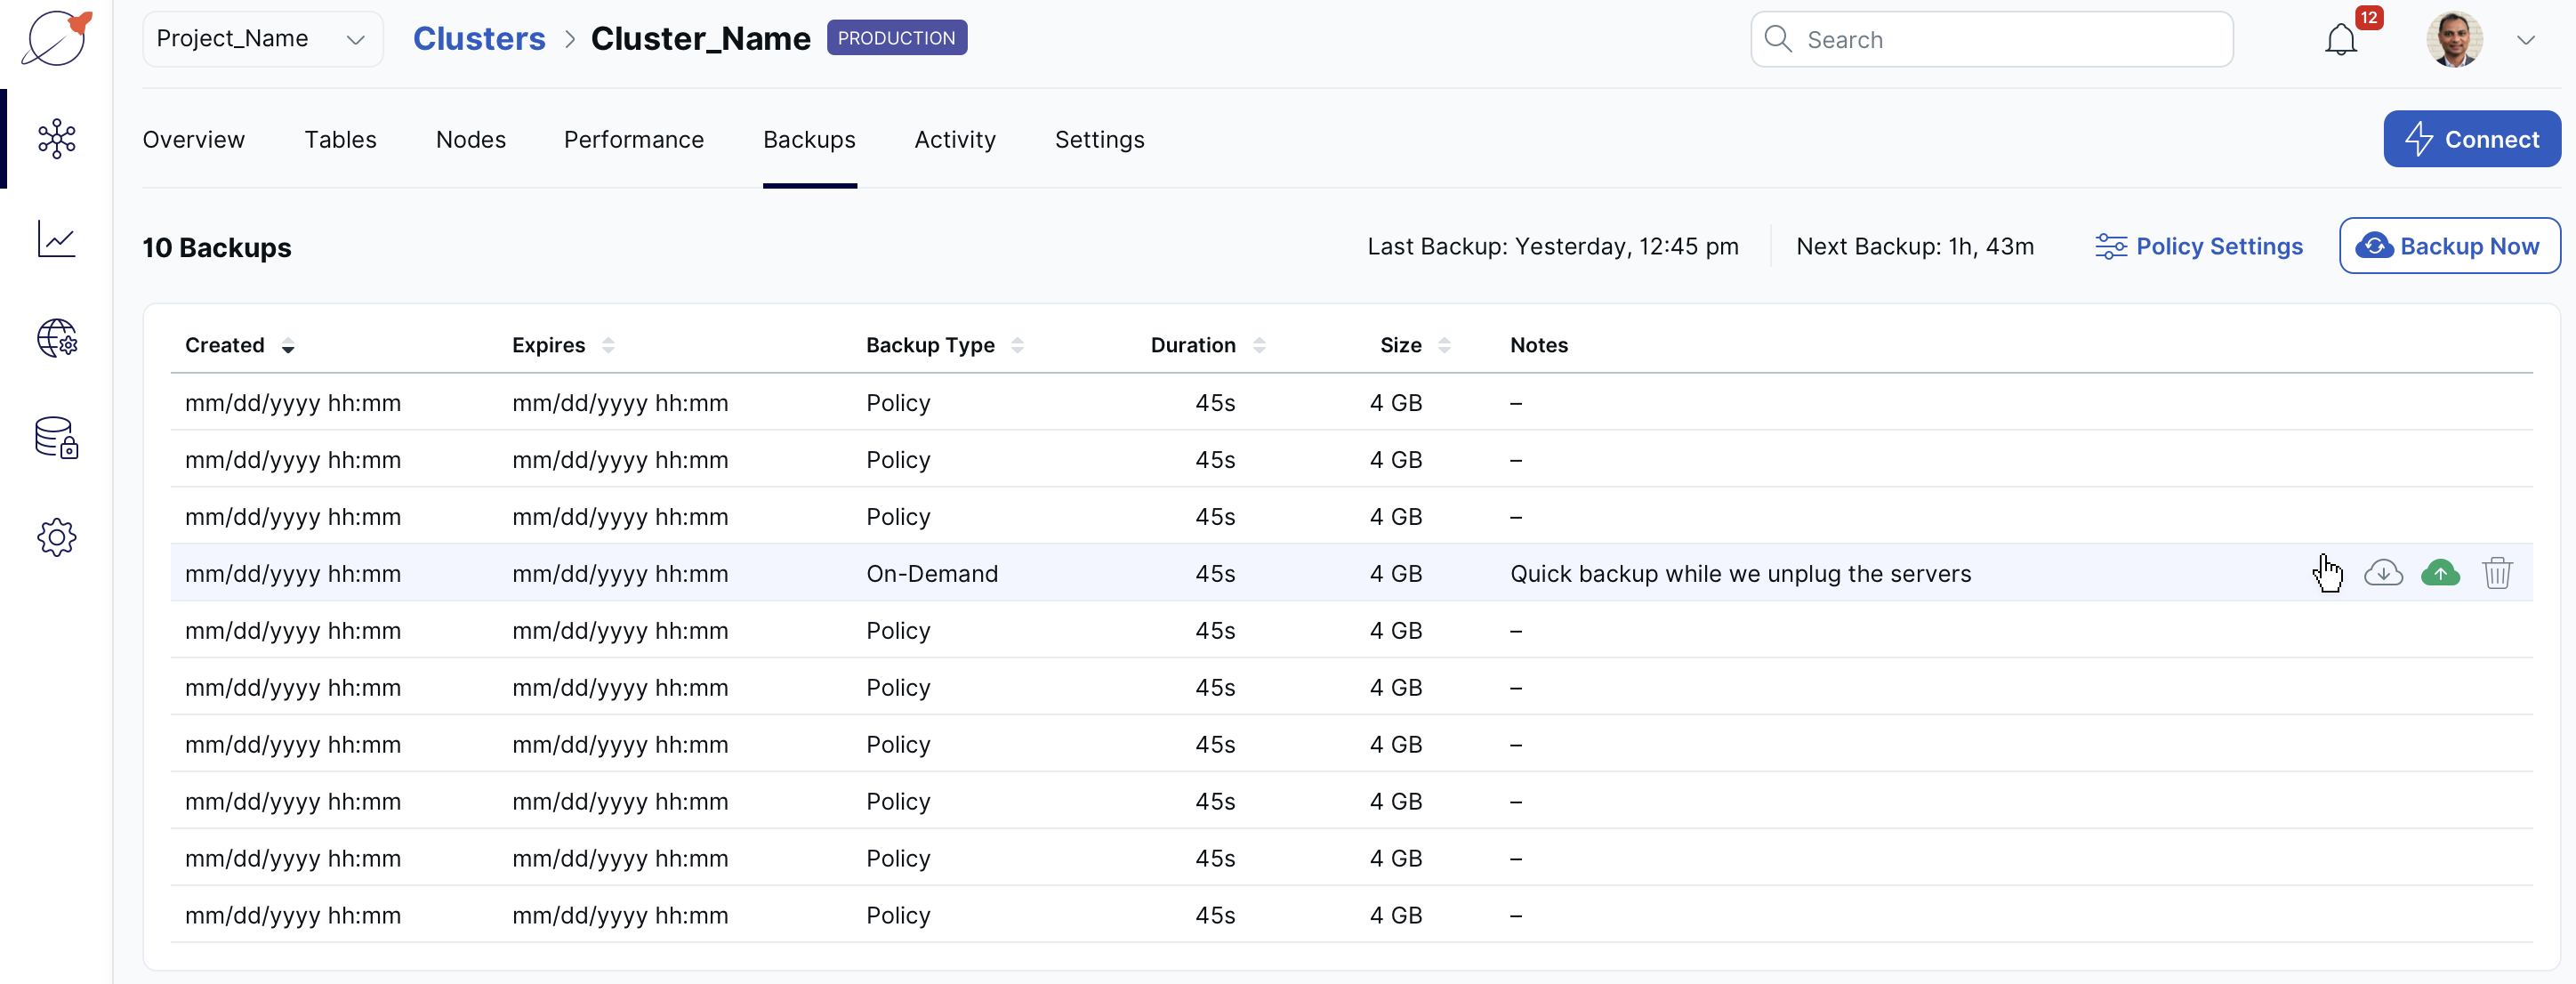 Project_Name Clusters > Cluster_Name PRODUCTION Search 12
Overview Tables Nodes Performance Backups Activity Settings Connect
10 Backups Last Backup: Yesterday, 12:45 pm Next Backup: 1h, 43m Policy Settings Backup Now
Created Expires Backup Type Duration Size Notes
mm/dd/yyyy hh:mm mm/dd/yyyy hh:mm Policy 45s 4 GB –
mm/dd/yyyy hh:mm mm/dd/yyyy hh:mm Policy 45s 4 GB –
mm/dd/yyyy hh:mm mm/dd/yyyy hh:mm Policy 45s 4 GB –
mm/dd/yyyy hh:mm mm/dd/yyyy hh:mm On-Demand 45s 4 GB Quick backup while we unplug the servers
mm/dd/yyyy hh:mm mm/dd/yyyy hh:mm Policy 45s 4 GB –
mm/dd/yyyy hh:mm mm/dd/yyyy hh:mm Policy 45s 4 GB –
mm/dd/yyyy hh:mm mm/dd/yyyy hh:mm Policy 45s 4 GB –
mm/dd/yyyy hh:mm mm/dd/yyyy hh:mm Policy 45s 4 GB –
mm/dd/yyyy hh:mm mm/dd/yyyy hh:mm Policy 45s 4 GB –
mm/dd/yyyy hh:mm mm/dd/yyyy hh:mm Policy 45s 4 GB –